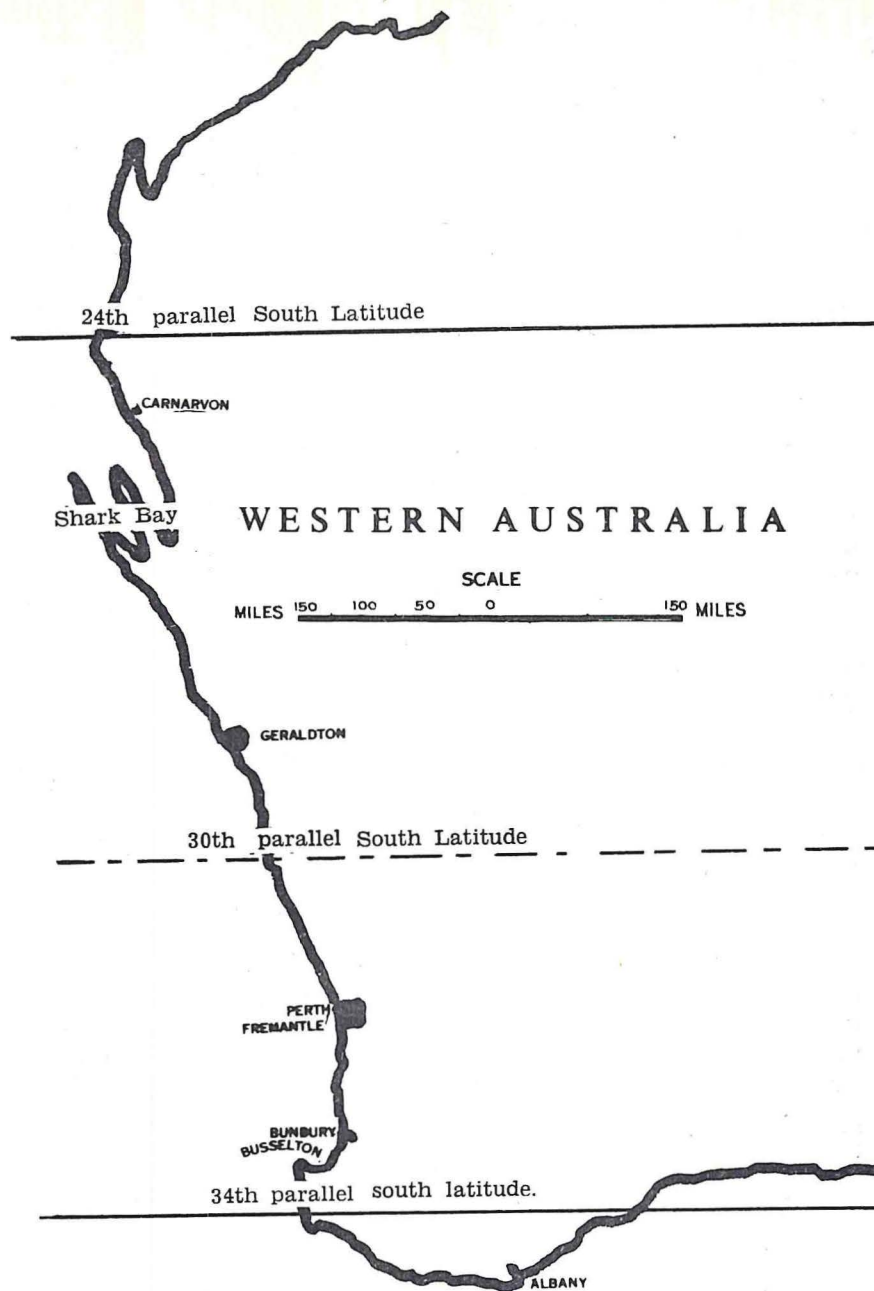 24th parallel South Latitude
CARNARVON
Shark Bay
WESTERN AUSTRALIA
SCALE
MILES 150 100 50 0 150 MILES
GERALDTON
30th parallel South Latitude
PERTH
FREMANTLE
BUNBURY
BUSSELTON
34th parallel south latitude.
ALBANY